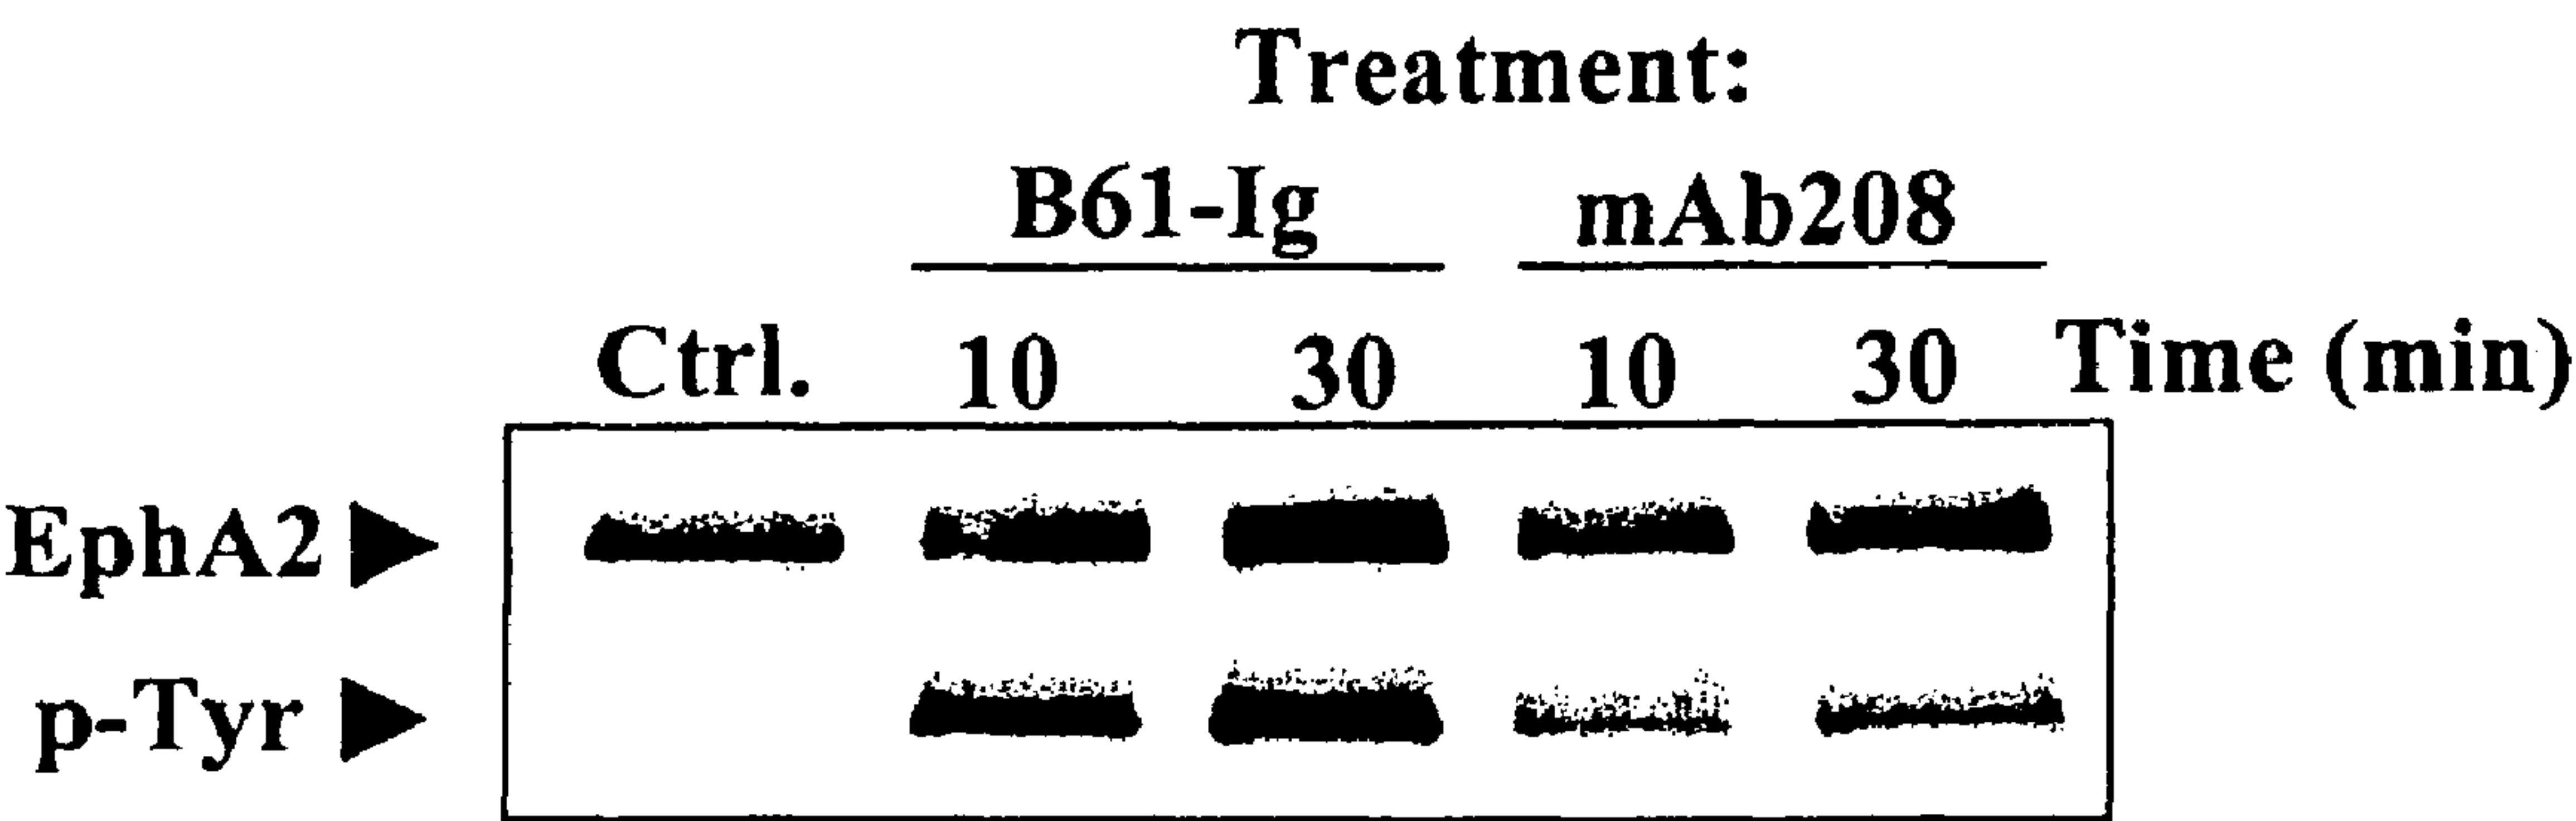 Treatment:
B61-Ig mAb208
Ctrl. 10 30 10 30 Time (min)
EphA2
p-Tyr